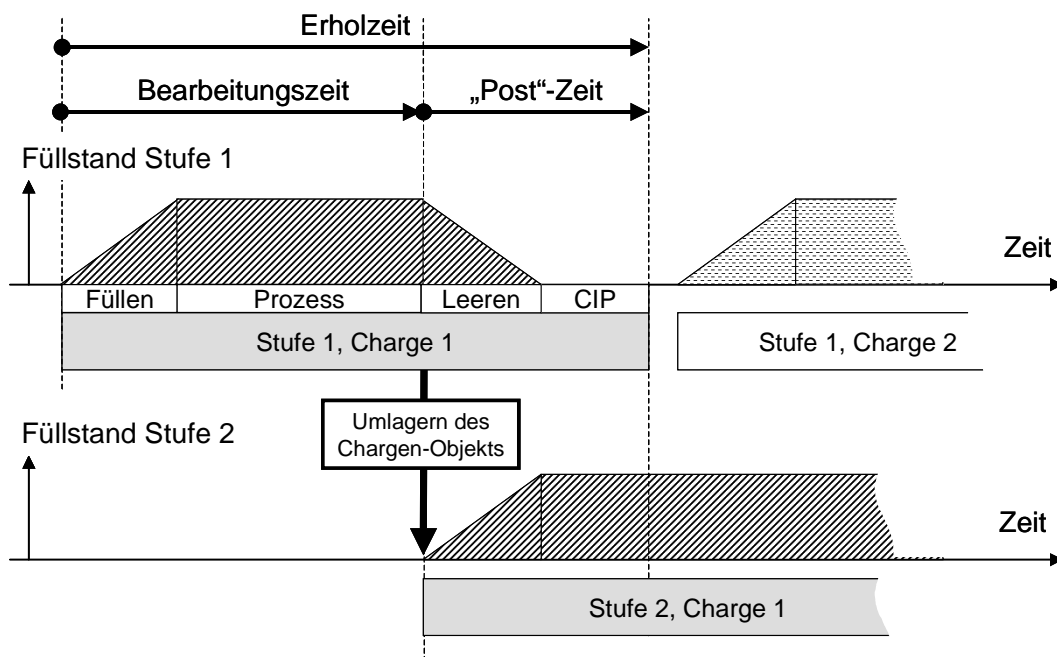 Erholzeit
Bearbeitungszeit
„Post“-Zeit
Füllstand Stufe 1
Zeit
Füllen
Prozess
Leeren
CIP
Stufe 1, Charge 1
Stufe 1, Charge 2
Umlagern des
Chargen-Objekts
Füllstand Stufe 2
Zeit
Stufe 2, Charge 1